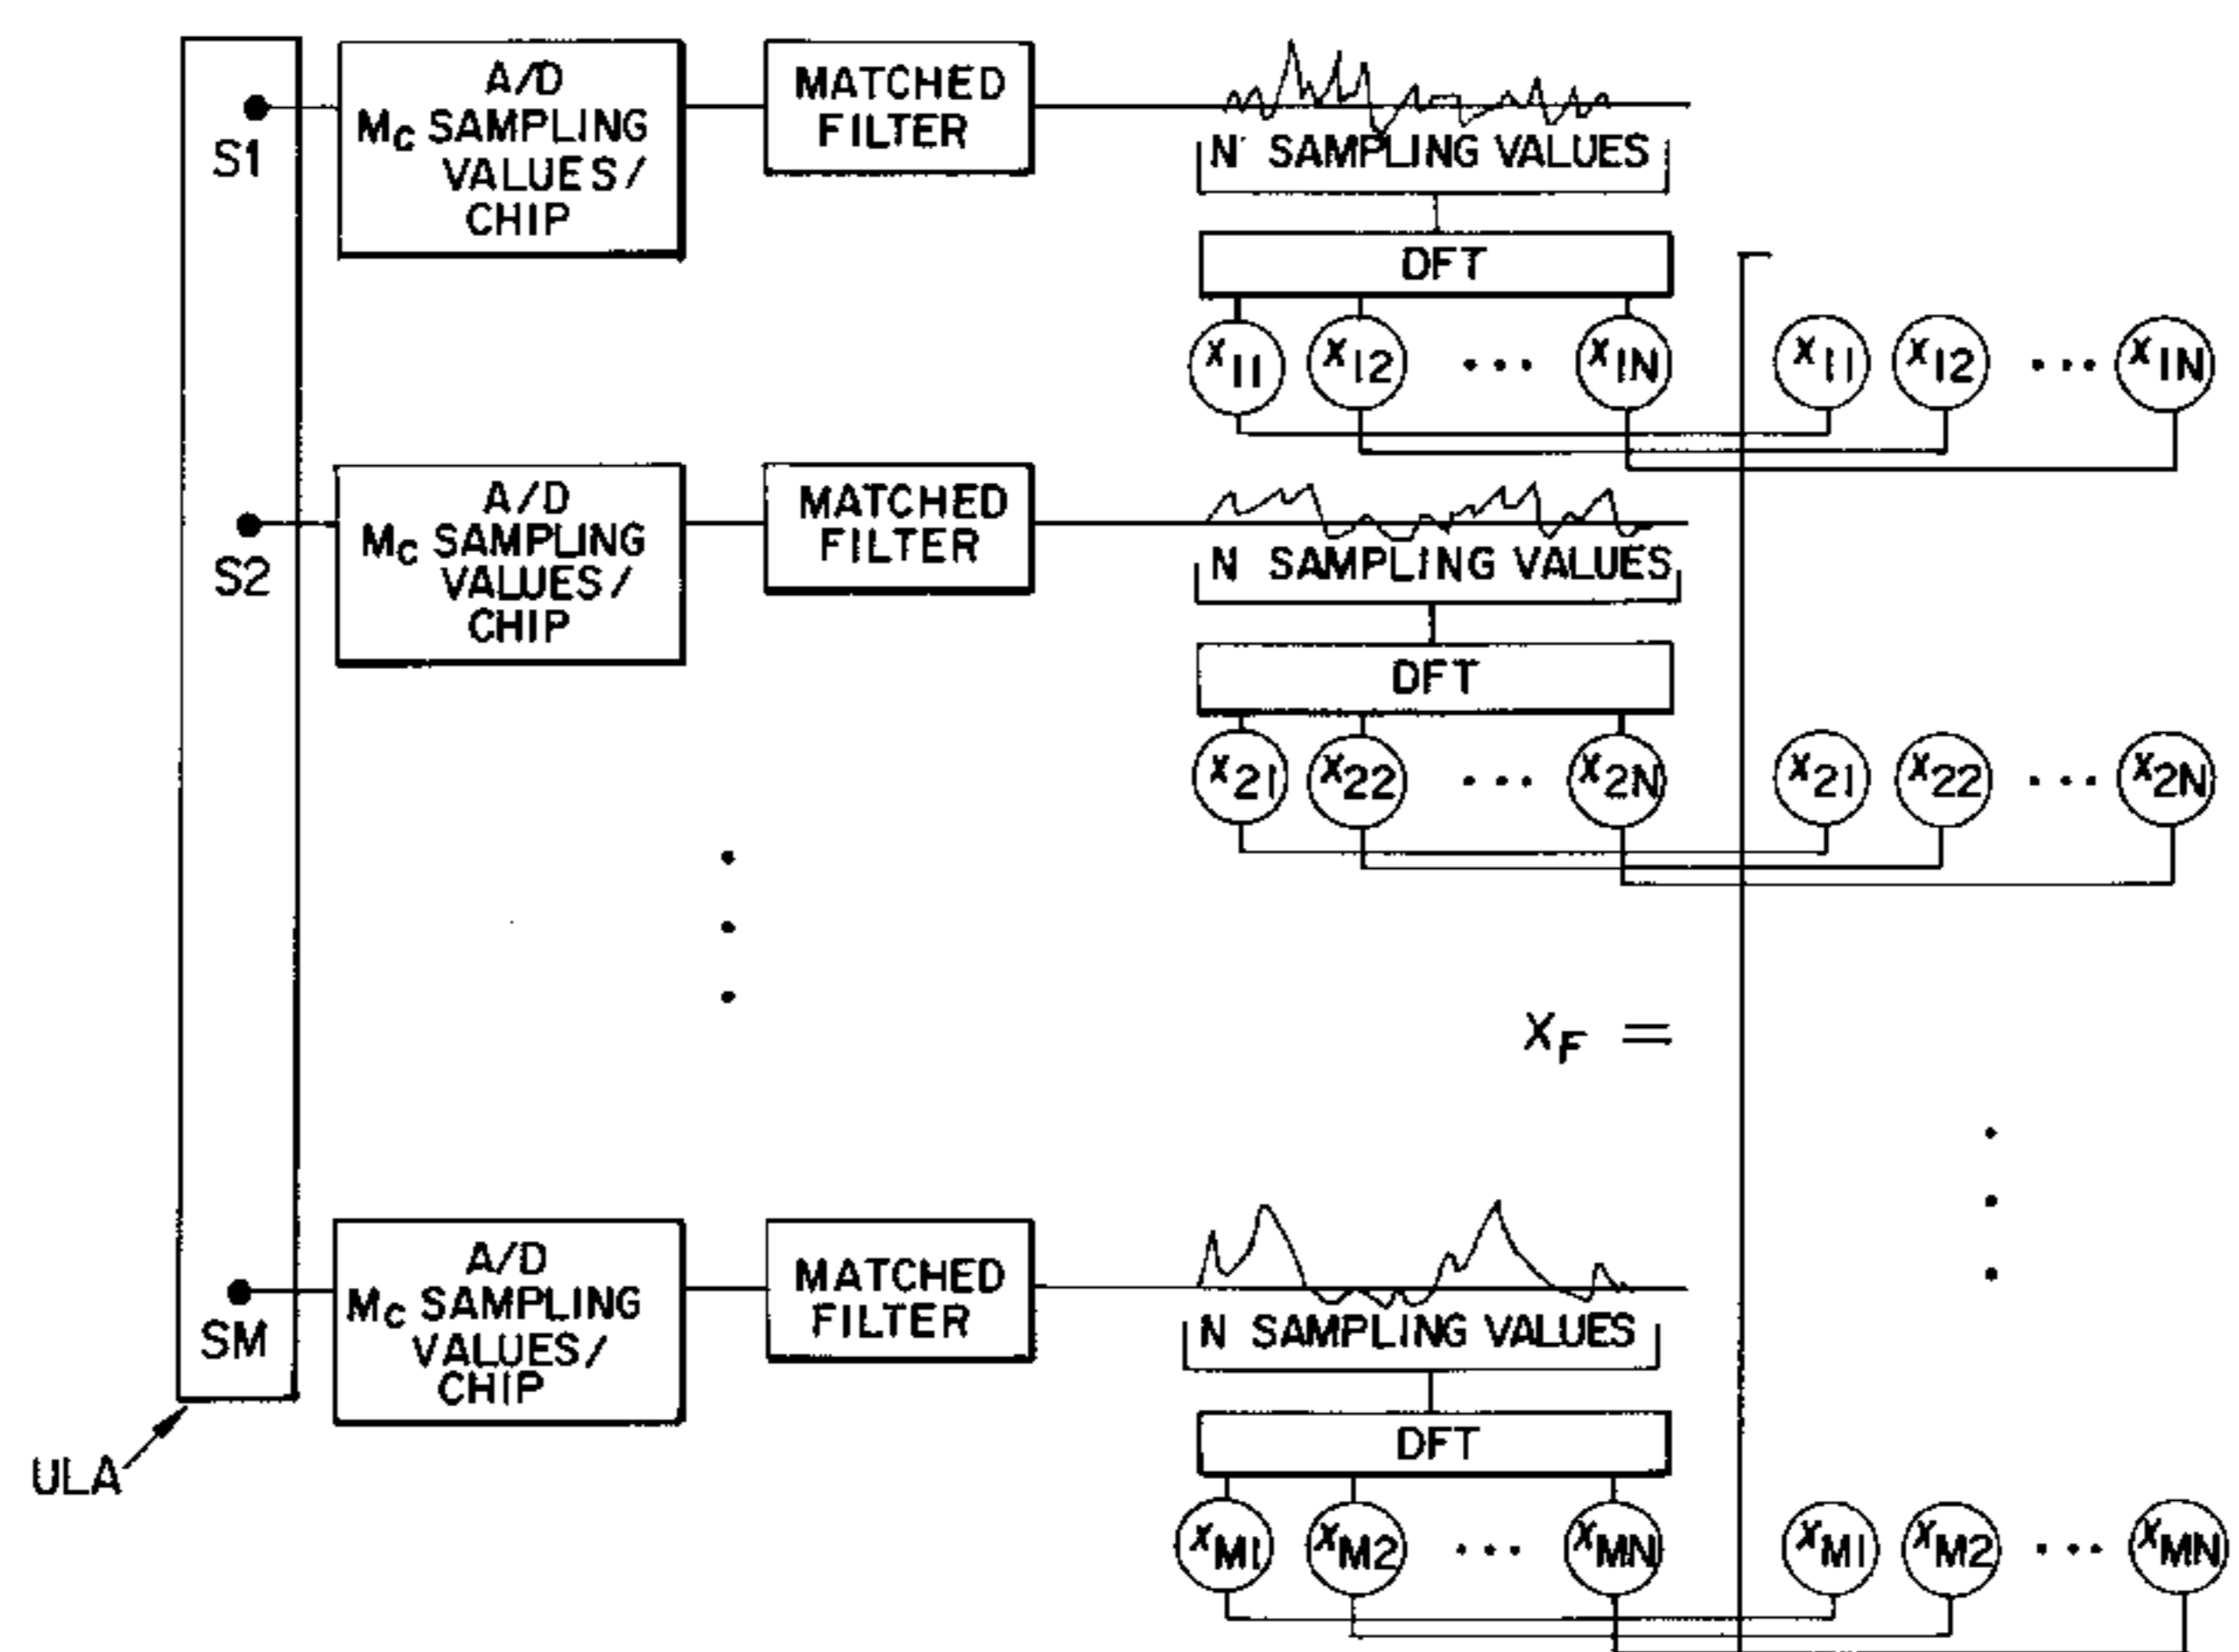 A/D
Mc SAMPLING
VALUES/
CHIP
MATCHED
FILTER
S1
N SAMPLING VALUES
DFT
x11 x12 ... x1N x11 x12 ... x1N
A/D
Mc SAMPLING
VALUES/
CHIP
MATCHED
FILTER
S2
N SAMPLING VALUES
DFT
x21 x22 ... x2N x21 x22 ... x2N
XF =
A/D
Mc SAMPLING
VALUES/
CHIP
MATCHED
FILTER
SM
N SAMPLING VALUES
DFT
ULA
xM1 xM2 ... xMN xM1 xM2 ... xMN